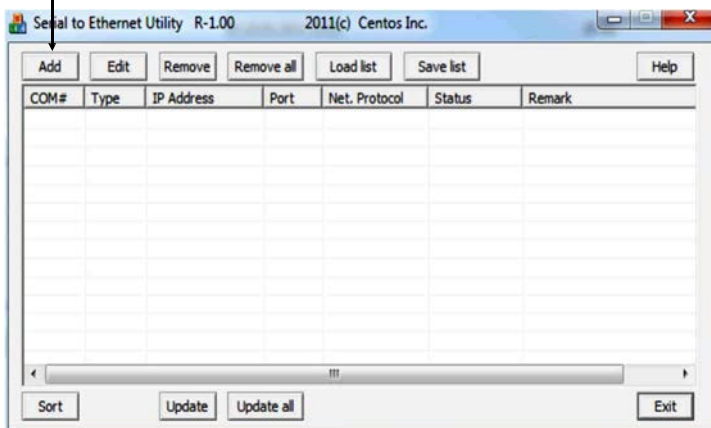 Serial to Ethernet Utility R-1.00 2011(c) Centos Inc.
Add Edit Remove Remove all Load list Save list Help
COM# Type IP Address Port Net. Protocol Status Remark
Sort Update Update all Exit